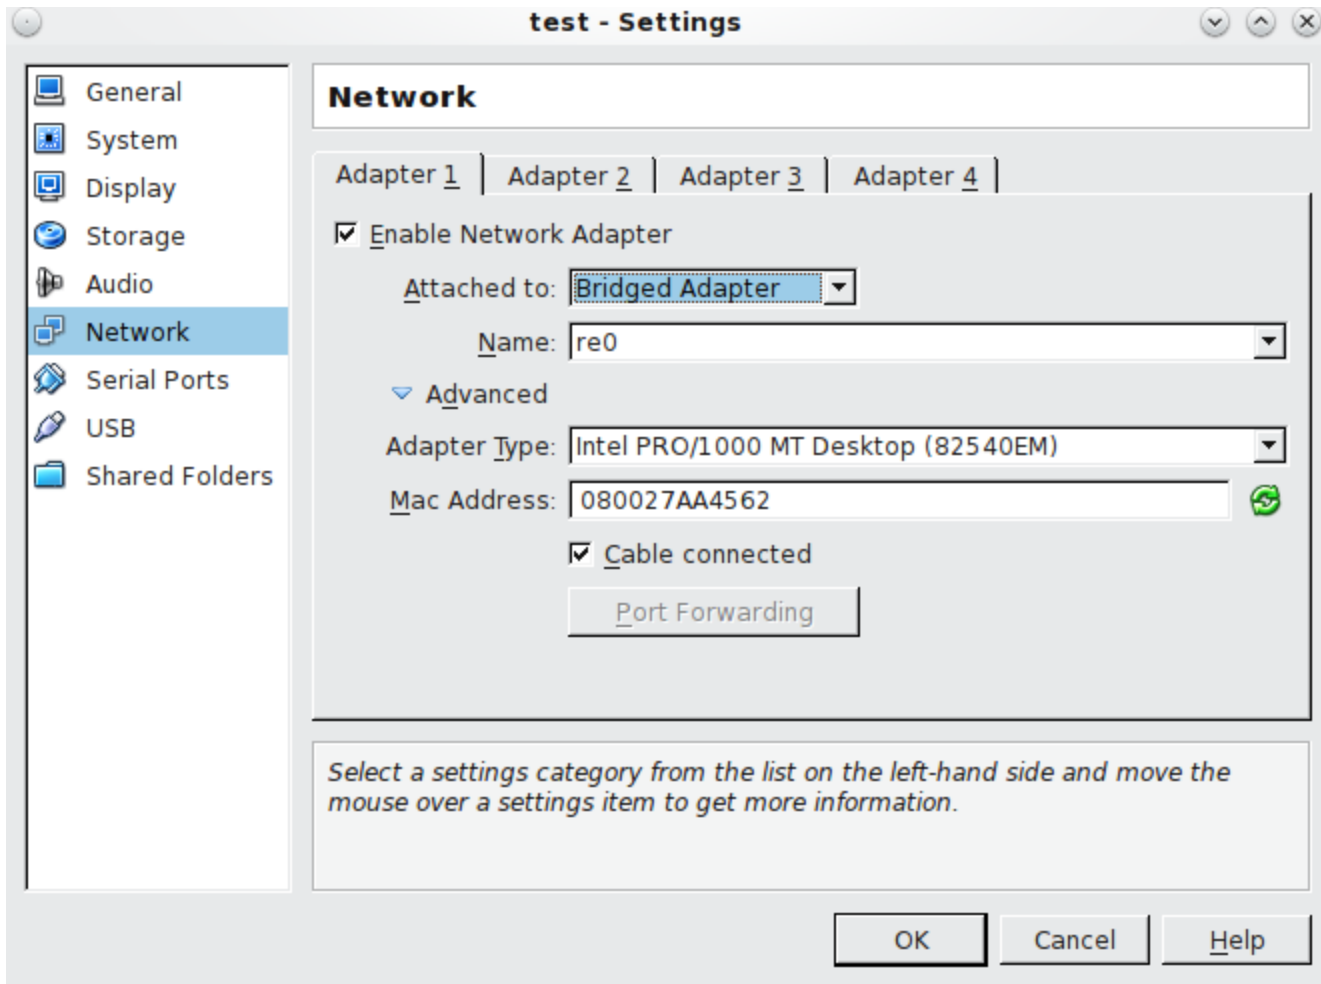 test - Settings
General
System
Display
Storage
Audio
Network
Serial Ports
USB
Shared Folders
Network
Adapter 1
Adapter 2
Adapter 3
Adapter 4
Enable Network Adapter
Attached to: Bridged Adapter
Name: re0
Advanced
Adapter Type: Intel PRO/1000 MT Desktop (82540EM)
Mac Address: 080027AA4562
Cable connected
Port Forwarding
Select a settings category from the list on the left-hand side and move the
mouse over a settings item to get more information.
OK
Cancel
Help